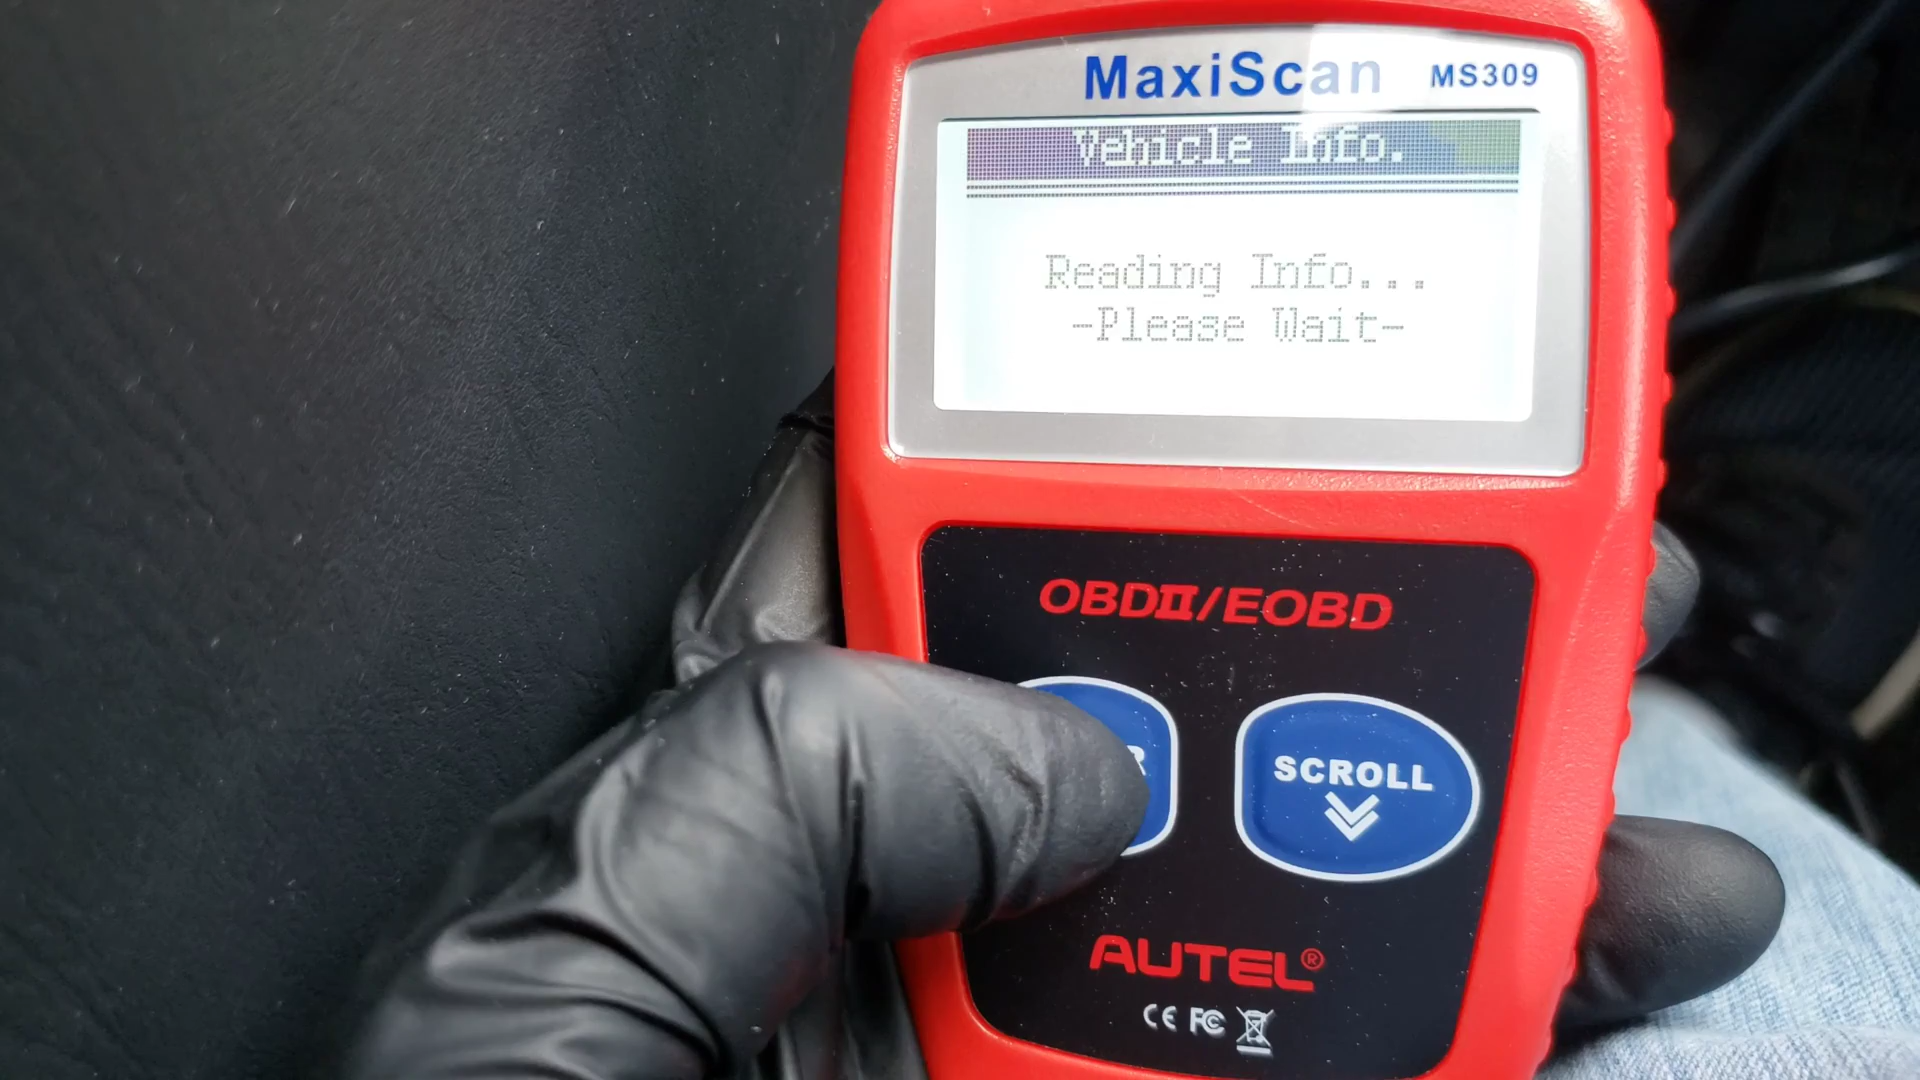 MaxiScan MS309
Vehicle Info.
Reading Info...
-Please Wait-
OBDII/EOBD
R
SCROLL
AUTEL®
CE FC